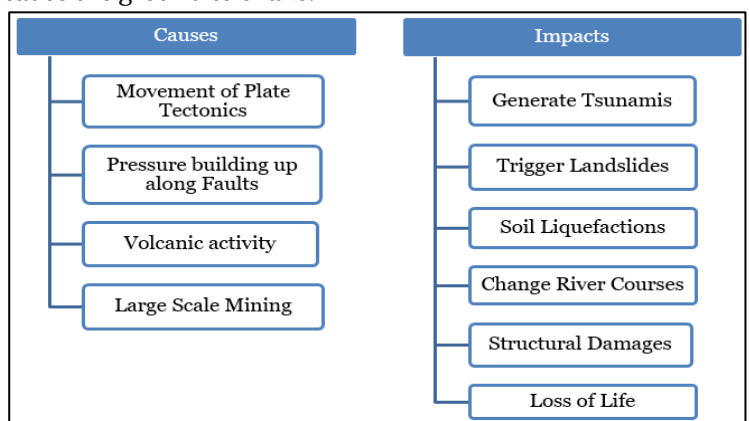 Causes
Movement of Plate
Tectonics
Pressure building up
along Faults
Volcanic activity
Large Scale Mining
Impacts
Generate Tsunamis
Trigger Landslides
Soil Liquefactions
Change River Courses
Structural Damages
Loss of Life